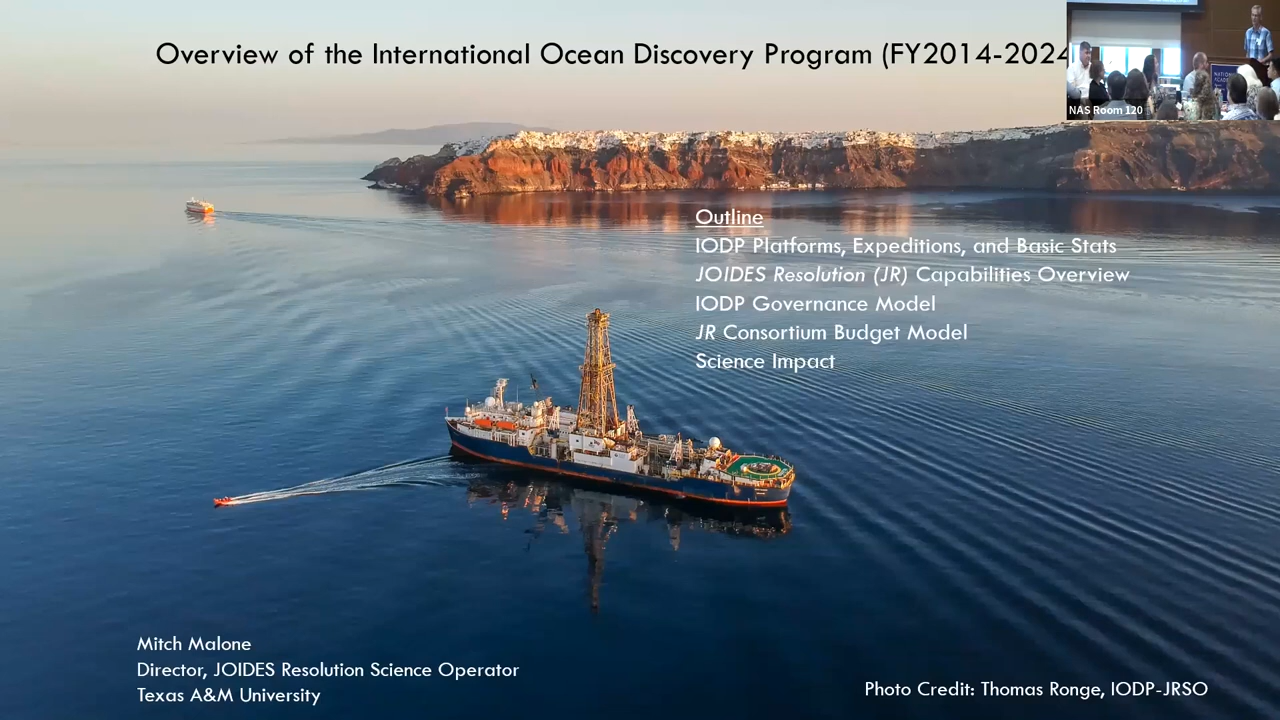 Overview of the International Ocean Discovery Program (FY2014-2024
NAS Room 120
Outline
IODP Platforms, Expeditions, and Basic Stats
JOIDES Resolution (JR) Capabilities Overview
IODP Governance Model
JR Consortium Budget Model
Science Impact
Mitch Malone
Director, JOIDES Resolution Science Operator
Texas A&M University
Photo Credit: Thomas Ronge, IODP-JRSO